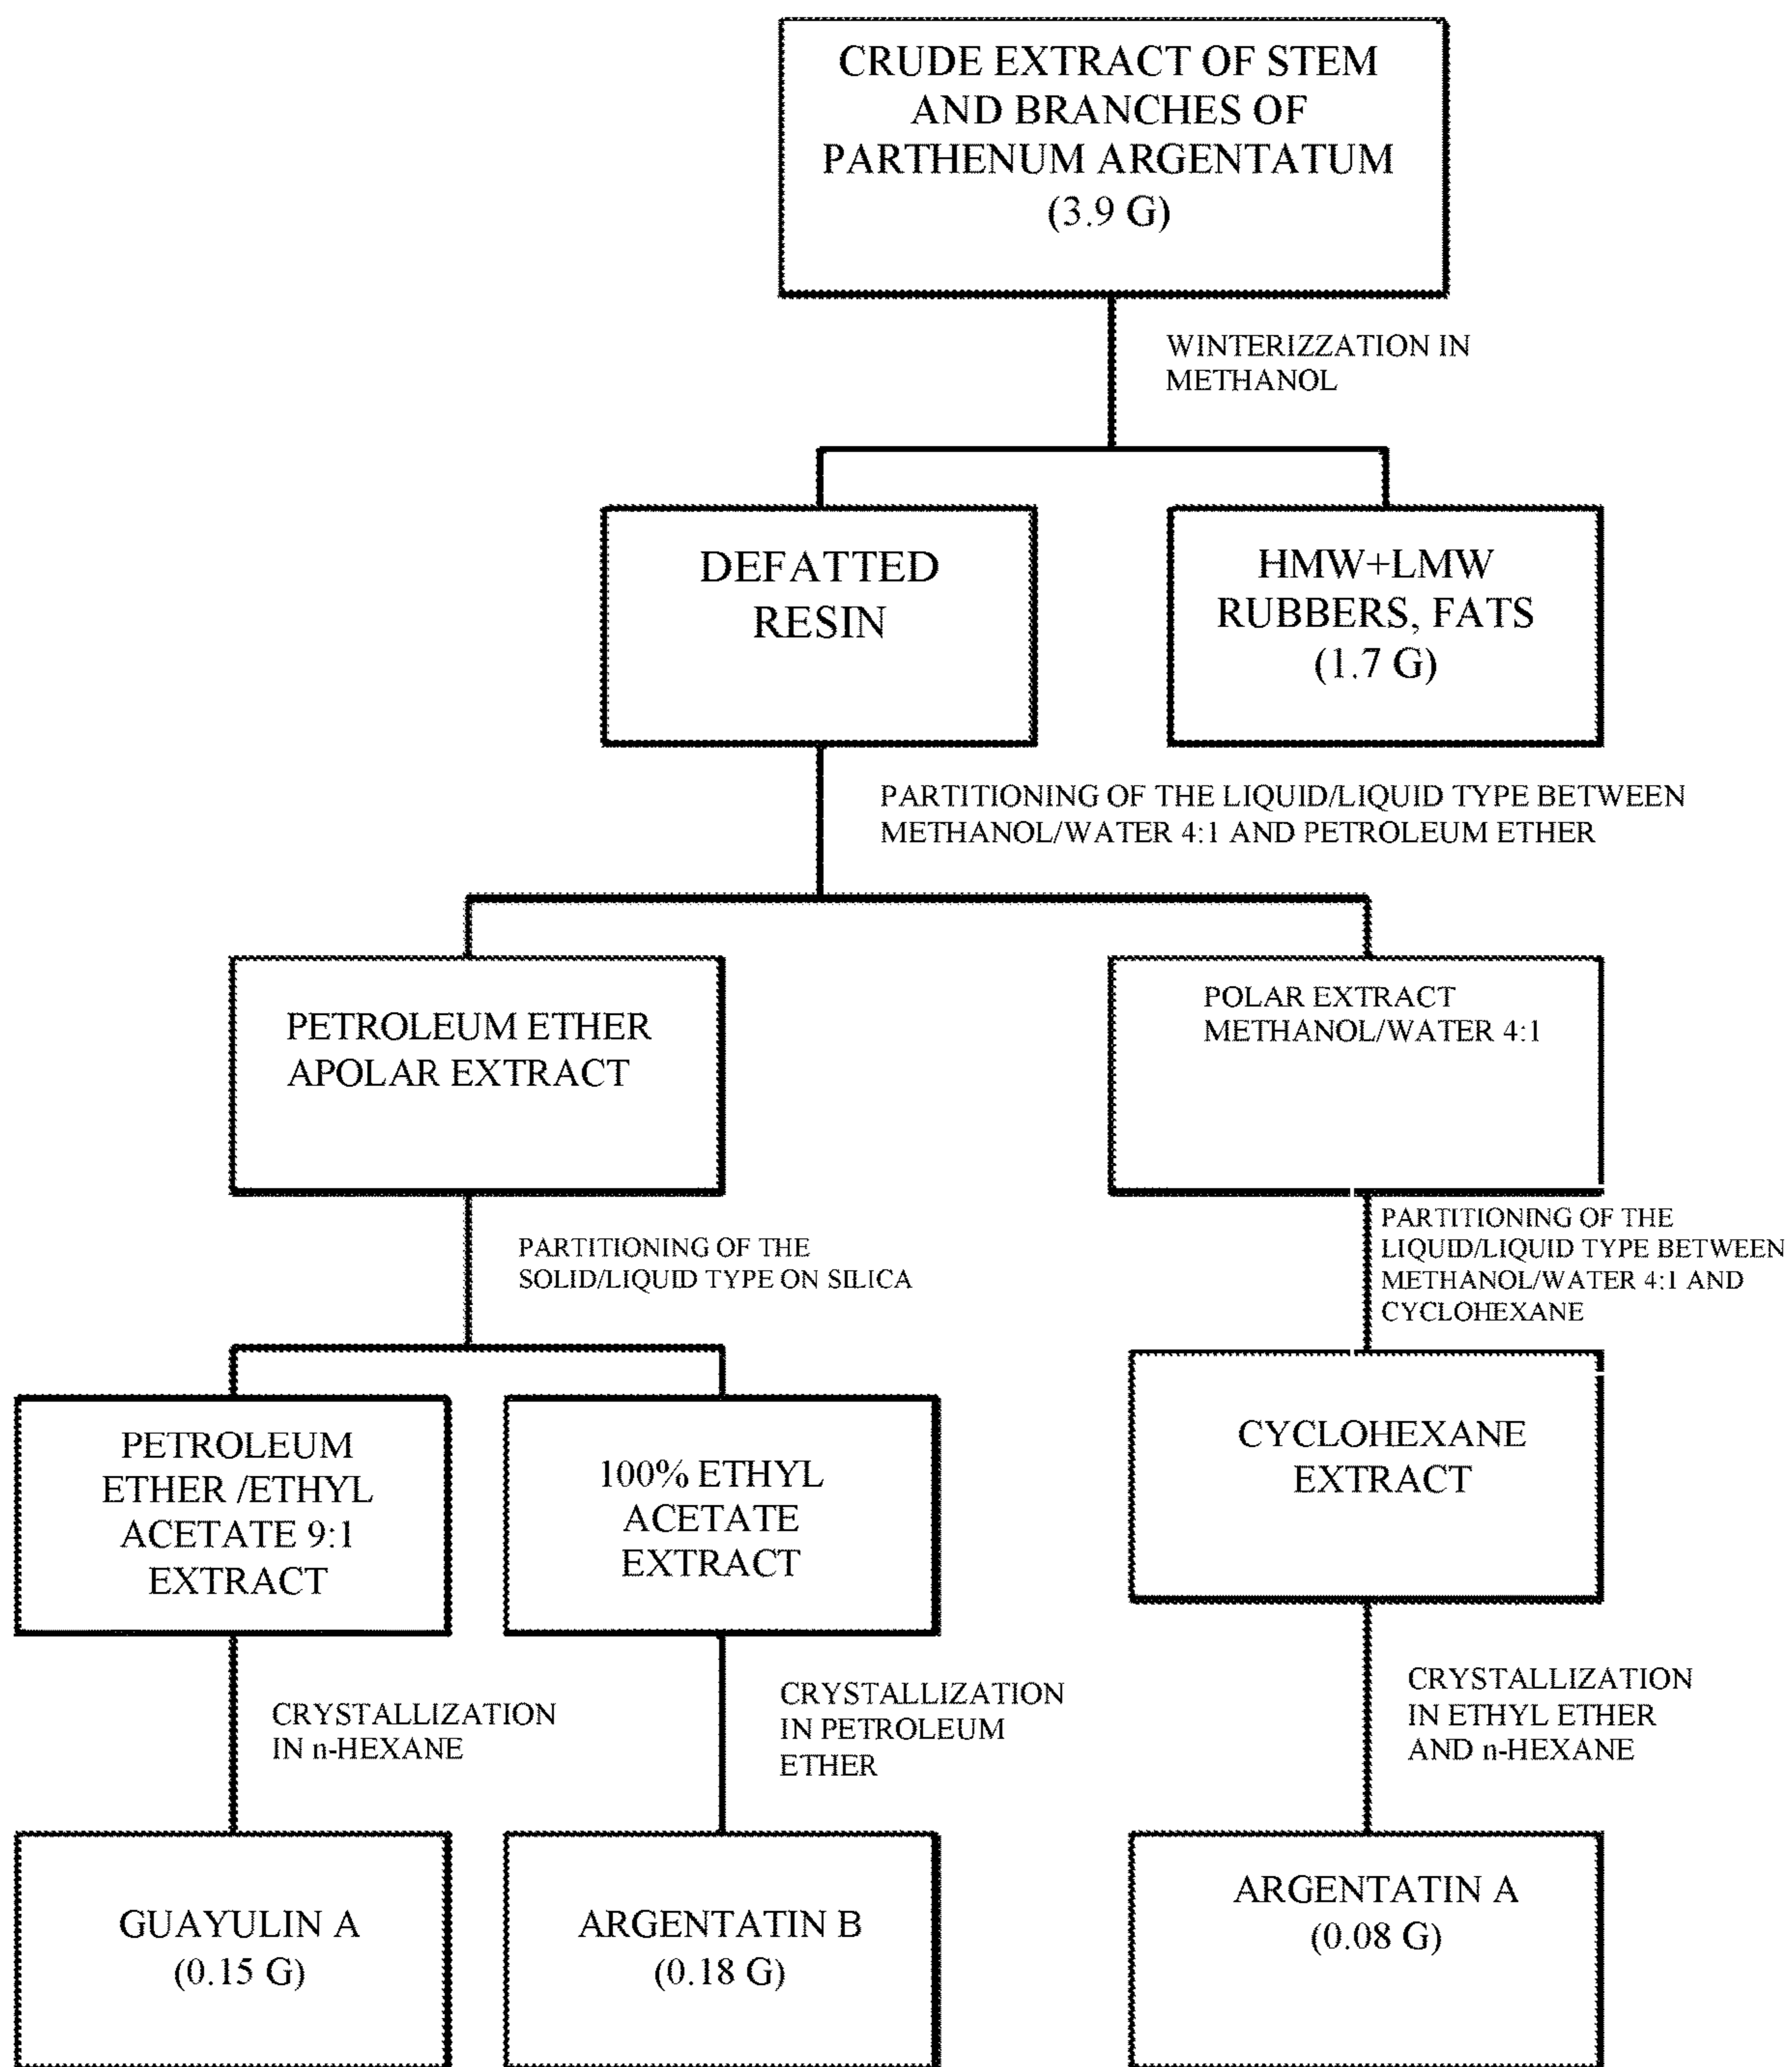 CRUDE EXTRACT OF STEM
AND BRANCHES OF
PARTHENUM ARGENTATUM
(3.9 G)
WINTERIZZATION IN
METHANOL
DEFATTED
RESIN
HMW+LMW
RUBBERS, FATS
(1.7 G)
PARTITIONING OF THE LIQUID/LIQUID TYPE BETWEEN
METHANOL/WATER 4:1 AND PETROLEUM ETHER
PETROLEUM ETHER
APOLAR EXTRACT
POLAR EXTRACT
METHANOL/WATER 4:1
PARTITIONING OF THE
SOLID/LIQUID TYPE ON SILICA
PARTITIONING OF THE
LIQUID/LIQUID TYPE BETWEEN
METHANOL/WATER 4:1 AND
CYCLOHEXANE
PETROLEUM
ETHER /ETHYL
ACETATE 9:1
EXTRACT
100% ETHYL
ACETATE
EXTRACT
CYCLOHEXANE
EXTRACT
CRYSTALLIZATION
IN n-HEXANE
CRYSTALLIZATION
IN PETROLEUM
ETHER
CRYSTALLIZATION
IN ETHYL ETHER
AND n-HEXANE
GUAYULIN A
(0.15 G)
ARGENTATIN B
(0.18 G)
ARGENTATIN A
(0.08 G)